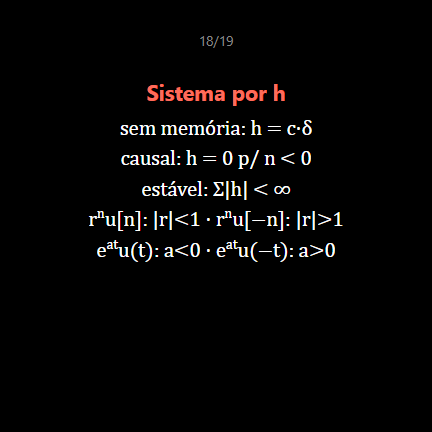 18/19
Sistema por h
sem memória: h = c·δ
causal: h = 0 p/ n < 0
estável: Σ|h| < ∞
rⁿu[n]: |r|<1 · rⁿu[−n]: |r|>1
eᵃᵗu(t): a<0 · eᵃᵗu(−t): a>0